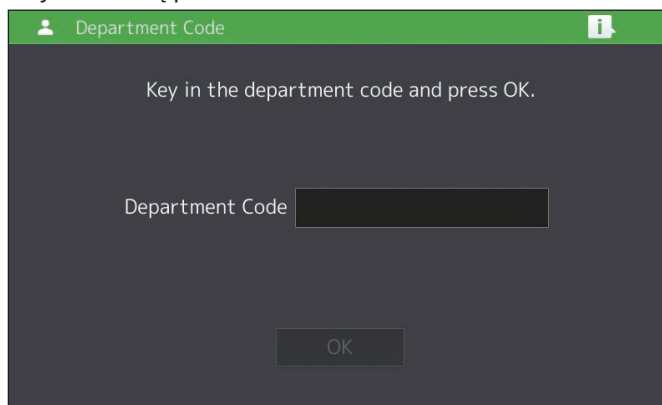 Department Code
i
Key in the department code and press OK.
Department Code
OK